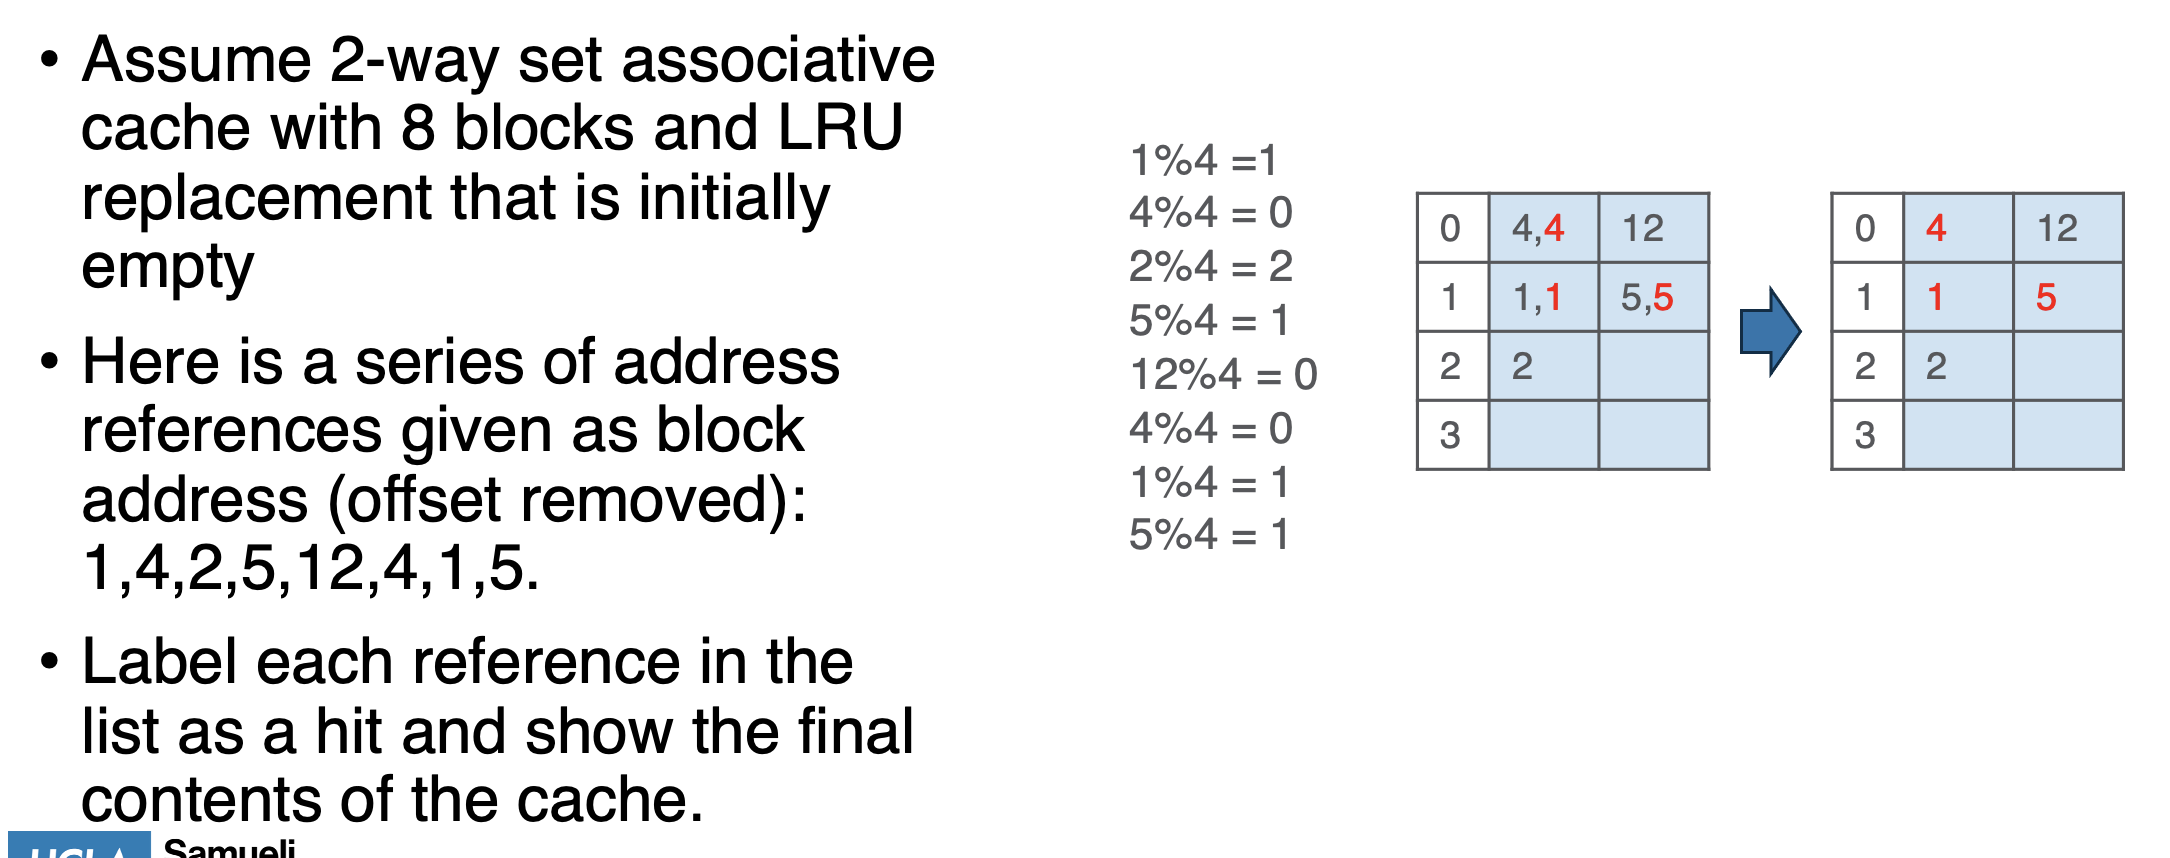 • Assume 2-way set associative
cache with 8 blocks and LRU
replacement that is initially
empty
• Here is a series of address
references given as block
address (offset removed):
1,4,2,5,12,4,1,5.
• Label each reference in the
list as a hit and show the final
contents of the cache.
1%4 =1
4%4 = 0
2%4 = 2
5%4 = 1
12%4 = 0
4%4 = 0
1%4 = 1
5%4 = 1
0 4,4 12
1 1,1 5,5
2 2
3
0 4 12
1 1 5
2 2
3
UCLA Samueli